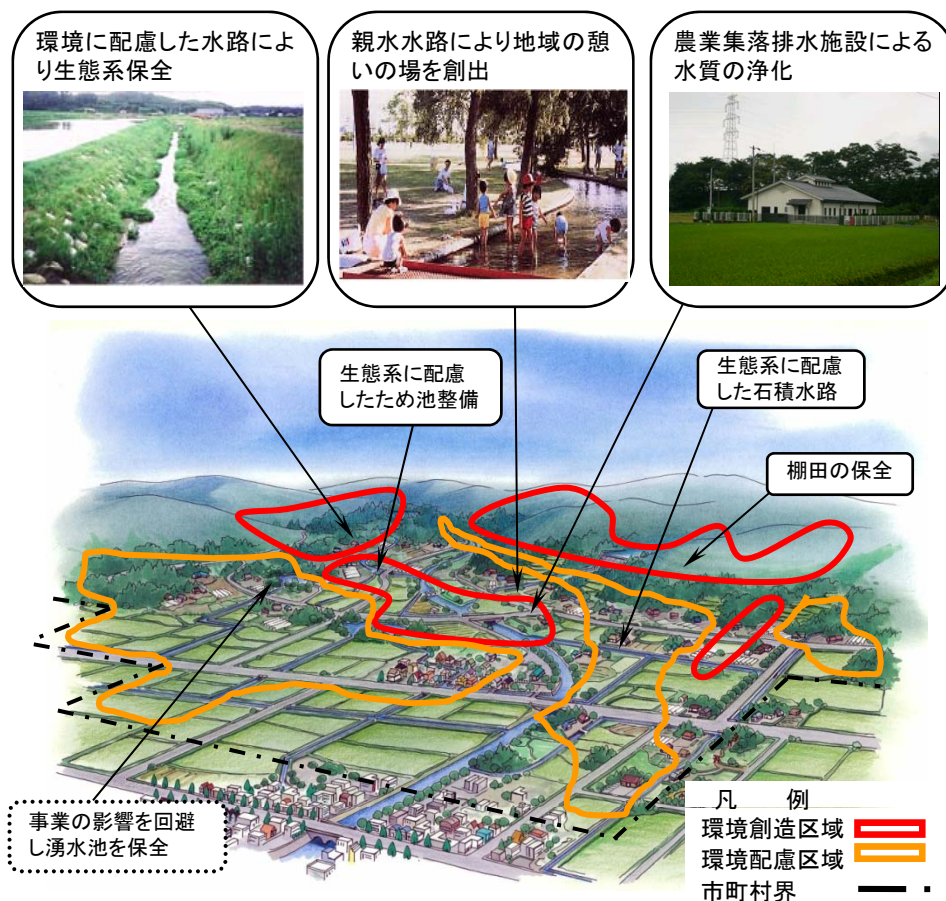 環境に配慮した水路によ
り生態系保全
親水水路により地域の憩
いの場を創出
農業集落排水施設による
水質の浄化
生態系に配慮
したため池整備
生態系に配慮
した石積水路
棚田の保全
事業の影響を回避
し湧水池を保全
凡　例
環境創造区域
環境配慮区域
市町村界